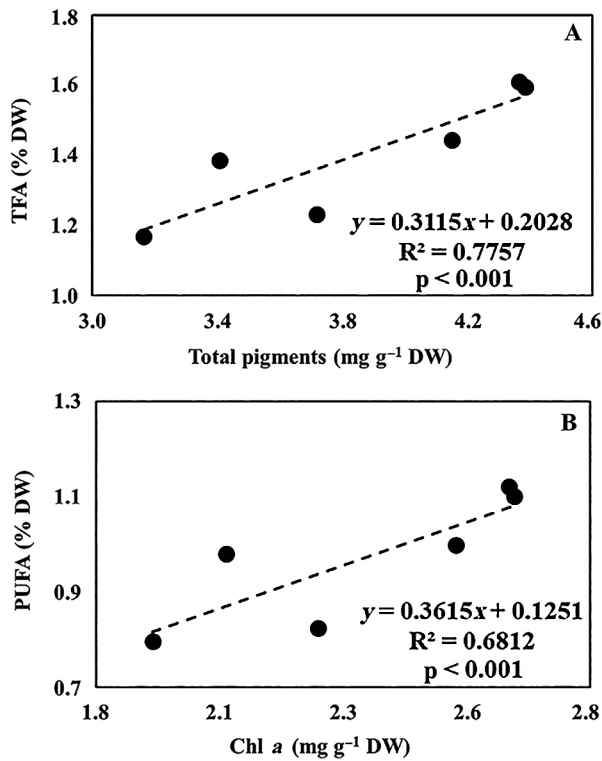 1.8
A
1.6
1.4
1.2
1.0
TFA (% DW)
y = 0.3115x + 0.2028
R² = 0.7757
p < 0.001
3.0 3.4 3.8 4.2 4.6
Total pigments (mg g⁻¹ DW)
1.3
B
1.1
0.9
0.7
PUFA (% DW)
y = 0.3615x + 0.1251
R² = 0.6812
p < 0.001
1.8 2.1 2.3 2.6 2.8
Chl a (mg g⁻¹ DW)